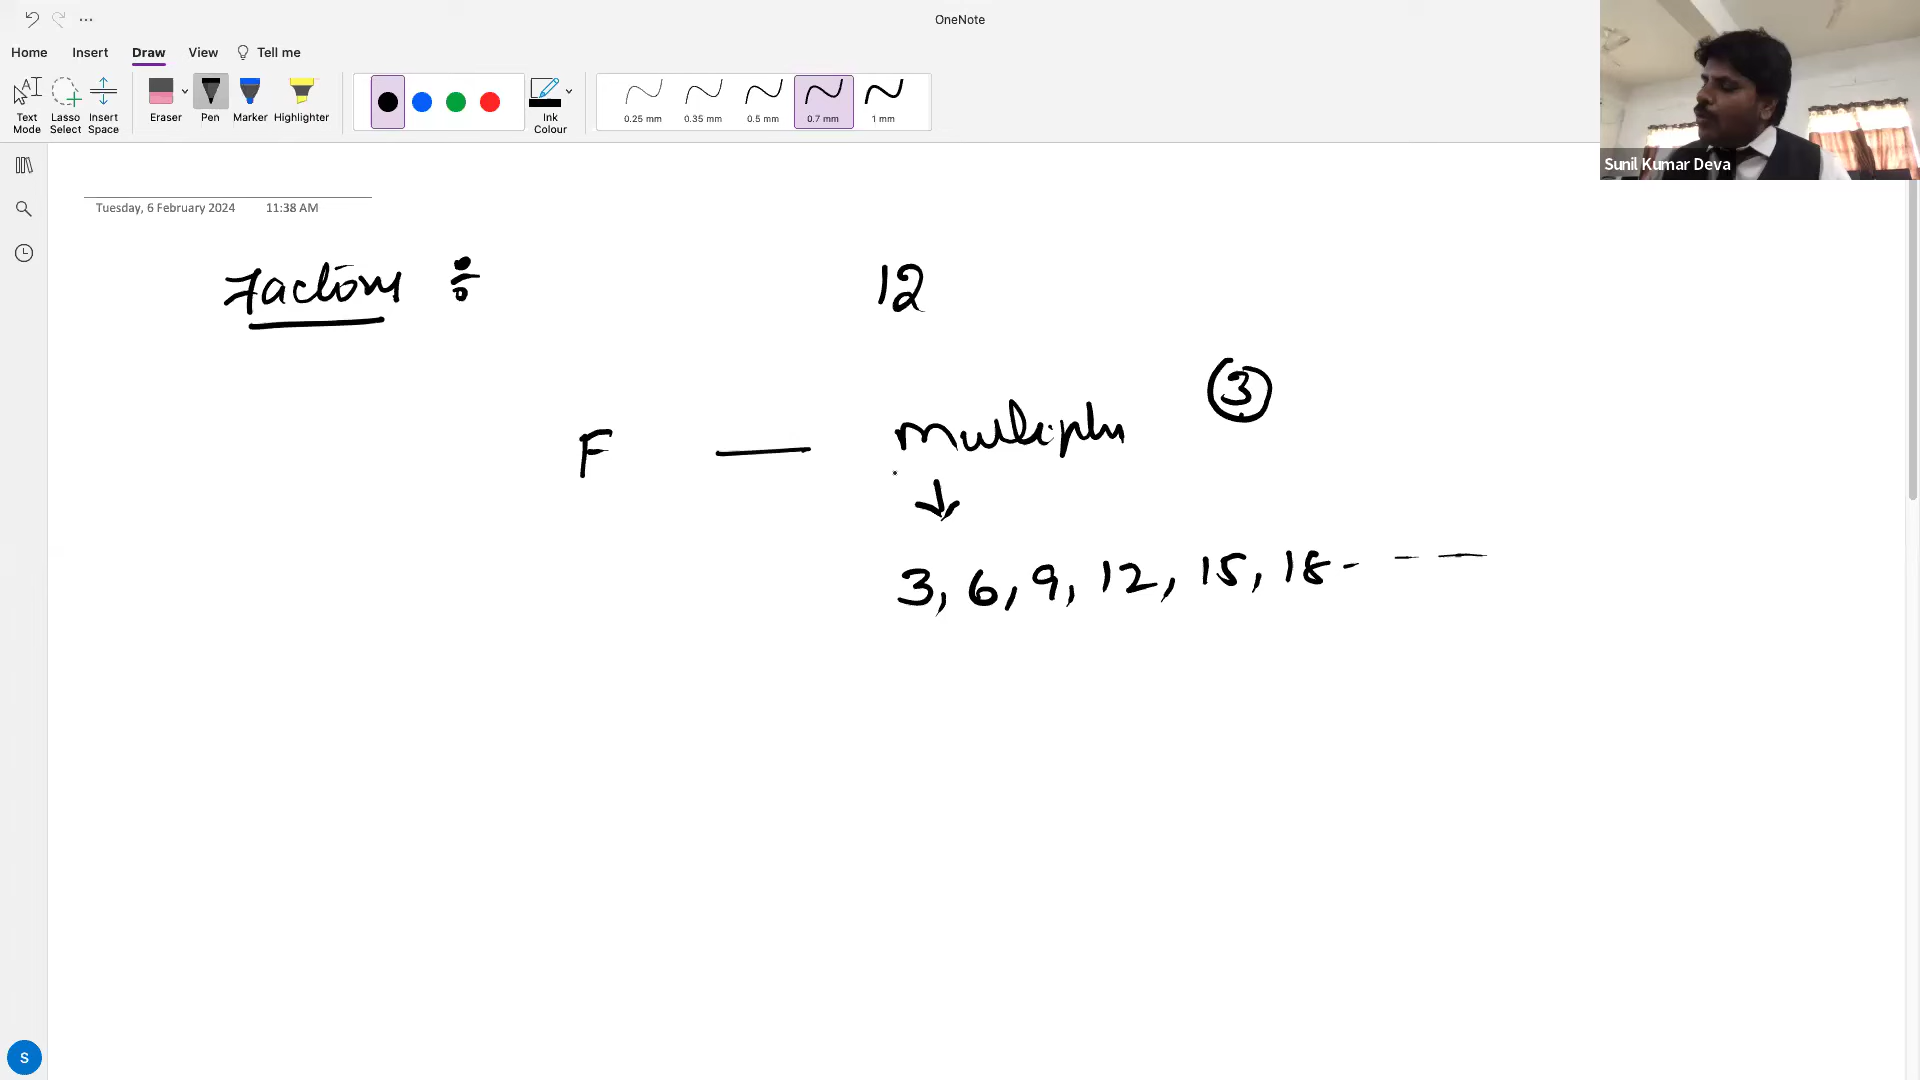 OneNote
Home Insert Draw View Tell me
Text Mode
Lasso Select
Insert Space
Eraser
Pen
Marker
Highlighter
Ink Colour
0.25 mm
0.35 mm
0.5 mm
0.7 mm
1 mm
Sunil Kumar Deva
Tuesday, 6 February 2024 11:38 AM
Factors ÷ 12
3
F — multiples
↓
3, 6, 9, 12, 15, 18 - - —
S